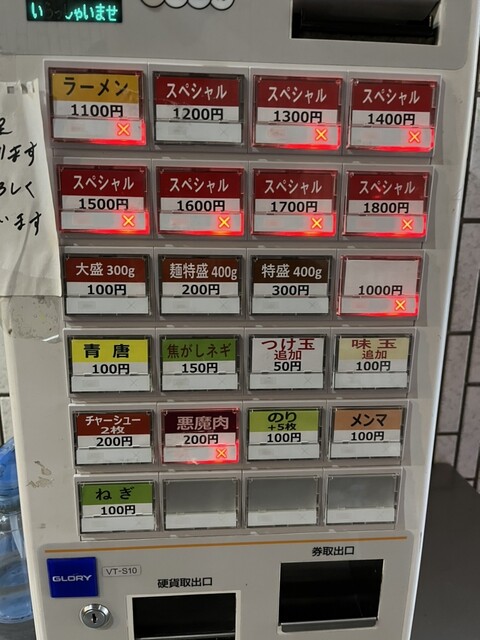 いらっしゃいませ
ます
ろしく
います
ラーメン
1100円
スペシャル
1200円
スペシャル
1300円
スペシャル
1400円
スペシャル
1500円
スペシャル
1600円
スペシャル
1700円
スペシャル
1800円
大盛 300g
100円
麺特盛 400g
200円
特盛 400g
300円
1000円
青唐
100円
焦がしネギ
150円
つけ玉
追加
50円
味玉
追加
100円
チャーシュー
2枚
200円
悪魔肉
200円
のり
+5枚
100円
メンマ
100円
ねぎ
100円
GLORY
VT-S10
硬貨取出口
券取出口